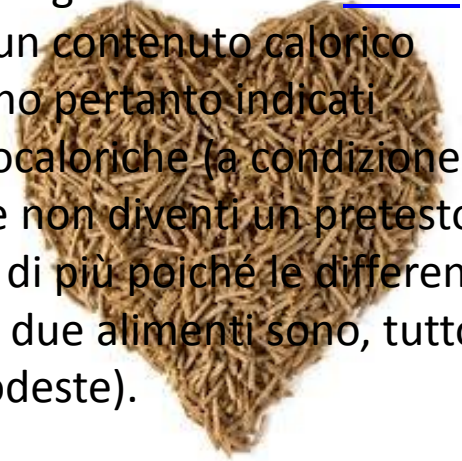 un contenuto calorico
no pertanto indicati
ocaloriche (a condizione
e non diventi un pretesto
di più poiché le differen
due alimenti sono, tutto
odeste).